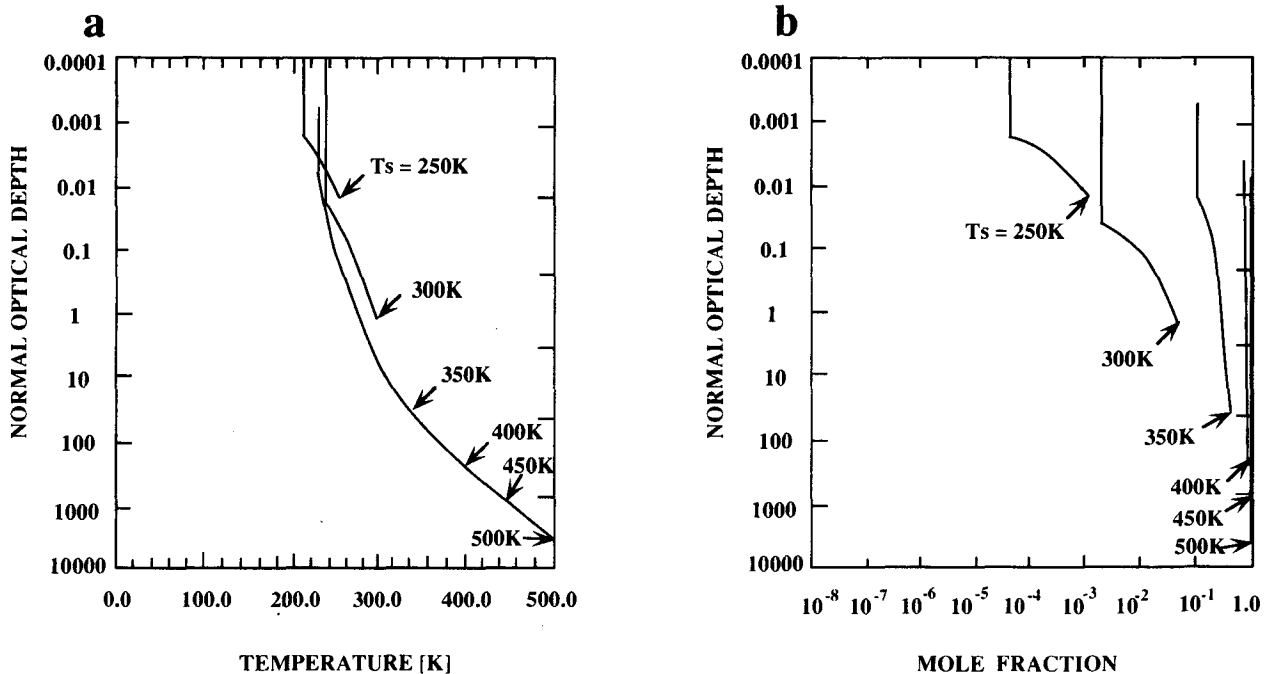 a
NORMAL OPTICAL DEPTH
0.0001
0.001
0.01
0.1
1
10
100
1000
10000
Ts = 250K
300K
350K
400K
450K
500K
0.0 100.0 200.0 300.0 400.0 500.0
TEMPERATURE [K]
b
NORMAL OPTICAL DEPTH
0.0001
0.001
0.01
0.1
1
10
100
1000
10000
Ts = 250K
300K
350K
400K
450K
500K
10⁻⁸ 10⁻⁷ 10⁻⁶ 10⁻⁵ 10⁻⁴ 10⁻³ 10⁻² 10⁻¹ 1.0
MOLE FRACTION